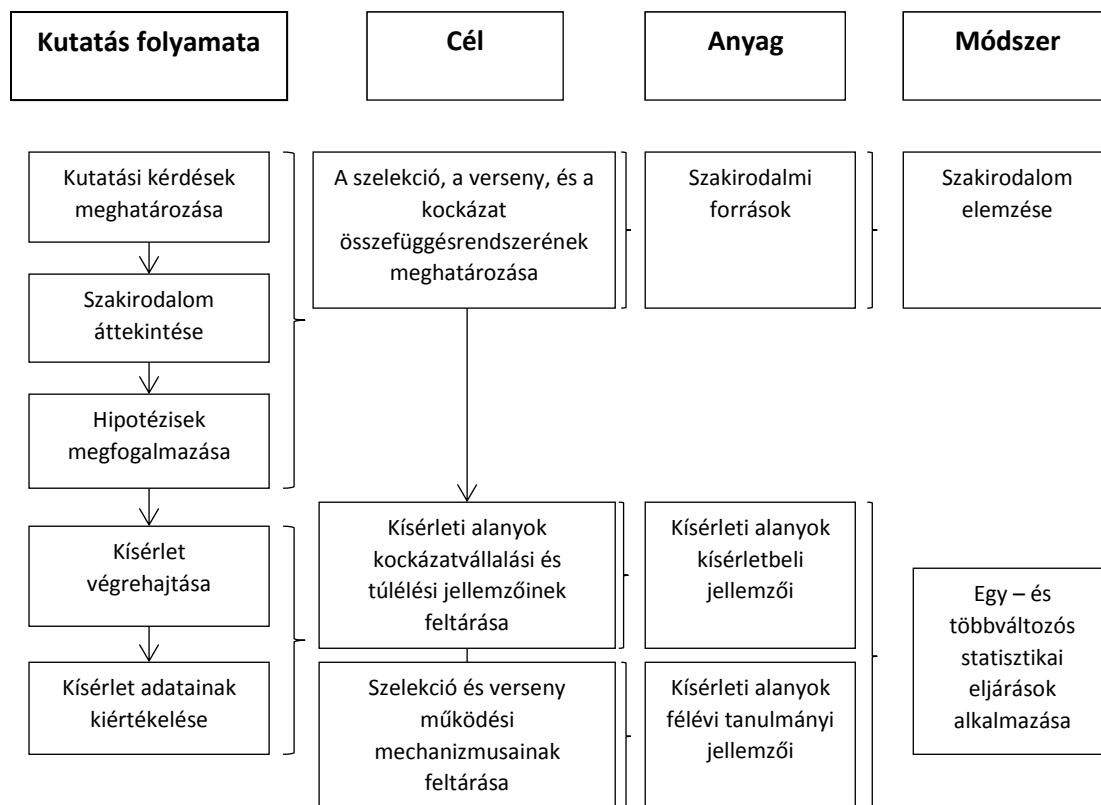 Kutatás folyamata
Cél
Anyag
Módszer
Kutatási kérdések
meghatározása
Szakirodalom
áttekintése
Hipotézisek
megfogalmazása
Kísérlet
végrehajtása
Kísérlet adatainak
kiértékelése
A szelekció, a verseny, és a
kockázat
összefüggésrendszerének
meghatározása
Szakirodalmi
források
Szakirodalom
elemzése
Kísérleti alanyok
kockázatvállalási és
túlélési jellemzőinek
feltárása
Kísérleti alanyok
kísérletbeli
jellemzői
Szelekció és verseny
működési
mechanizmusainak
feltárása
Kísérleti alanyok
félévi tanulmányi
jellemzői
Egy – és
többváltozós
statisztikai
eljárások
alkalmazása